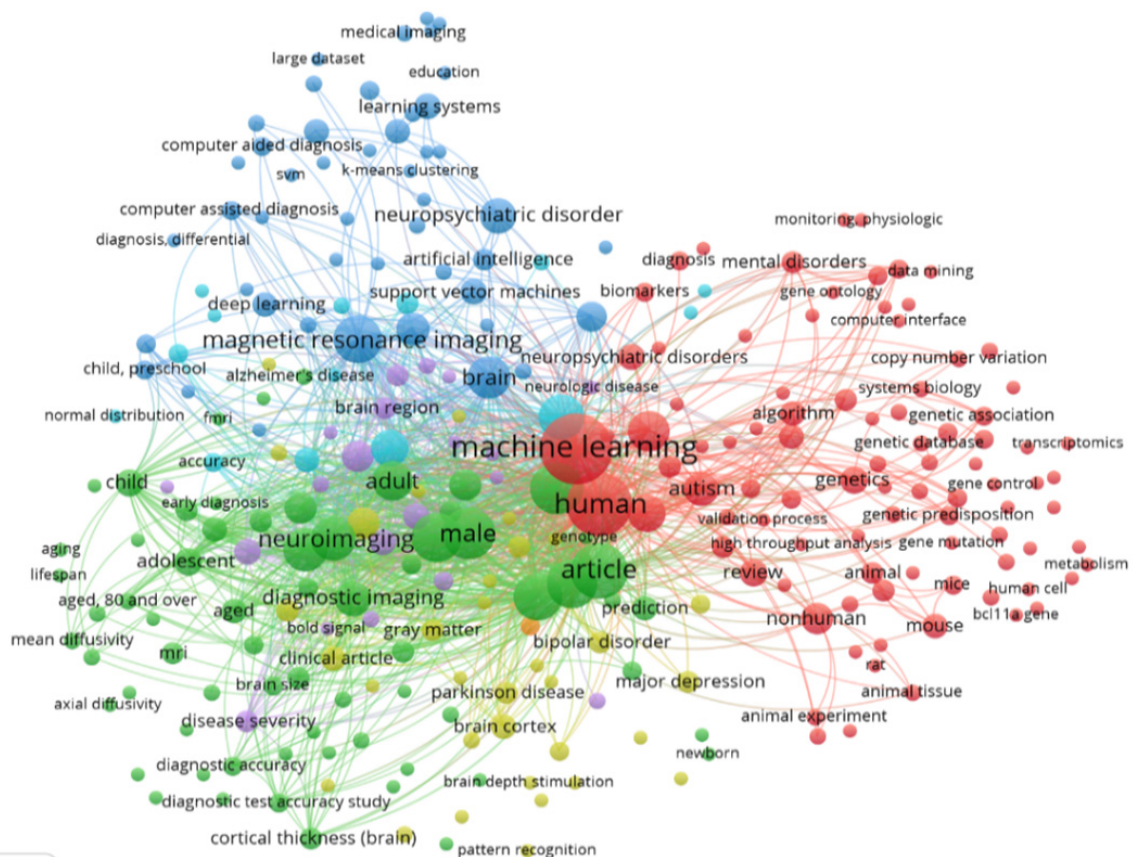 medical imaging
large dataset
education
learning systems
computer aided diagnosis
svm
k-means clustering
computer assisted diagnosis
neuropsychiatric disorder
monitoring, physiologic
diagnosis, differential
artificial intelligence
diagnosis
mental disorders
data mining
deep learning
support vector machines
biomarkers
gene ontology
computer interface
magnetic resonance imaging
neuropsychiatric disorders
copy number variation
child, preschool
alzheimer's disease
brain
neurologic disease
systems biology
normal distribution
fmri
brain region
algorithm
genetic association
machine learning
genetic database
transcriptomics
accuracy
child
adult
autism
genetics
gene control
early diagnosis
human
validation process
genetic predisposition
neuroimaging
male
genotype
high throughput analysis
gene mutation
aging
adolescent
article
review
animal
metabolism
lifespan
mice
human cell
aged, 80 and over
aged
diagnostic imaging
prediction
nonhuman
mouse
bcl11a gene
mean diffusivity
bold signal
gray matter
bipolar disorder
mri
clinical article
rat
brain size
parkinson disease
major depression
animal tissue
axial diffusivity
disease severity
brain cortex
animal experiment
newborn
diagnostic accuracy
brain depth stimulation
diagnostic test accuracy study
cortical thickness (brain)
pattern recognition